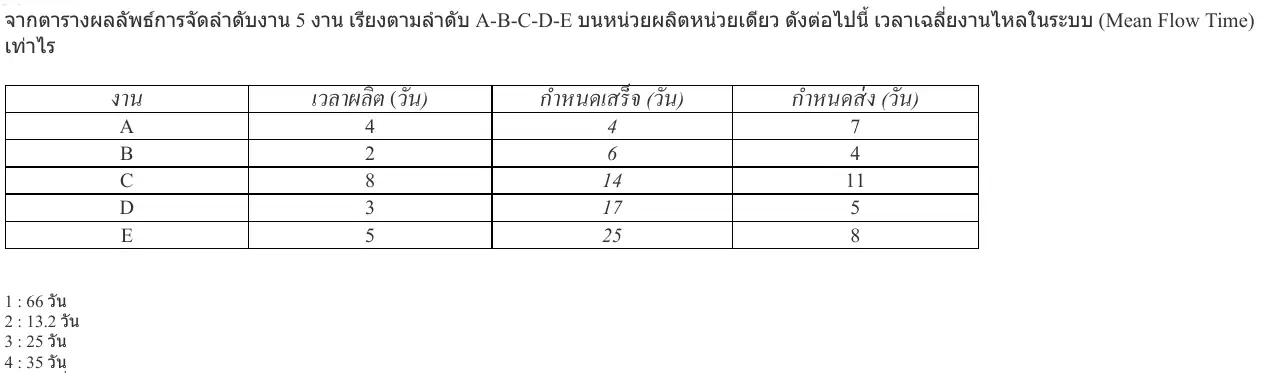 จากตารางผลลัพธ์การจัดลำดับงาน 5 งาน เรียงตามลำดับ A-B-C-D-E บนหน่วยผลิตหน่วยเดียว ดังต่อไปนี้ เวลาเฉลี่ยงานไหลในระบบ (Mean Flow Time)
เท่าไร
งาน เวลาผลิต (วัน) กำหนดเสร็จ (วัน) กำหนดส่ง (วัน)
A 4 4 7
B 2 6 4
C 8 14 11
D 3 17 5
E 5 25 8
1 : 66 วัน
2 : 13.2 วัน
3 : 25 วัน
4 : 35 วัน